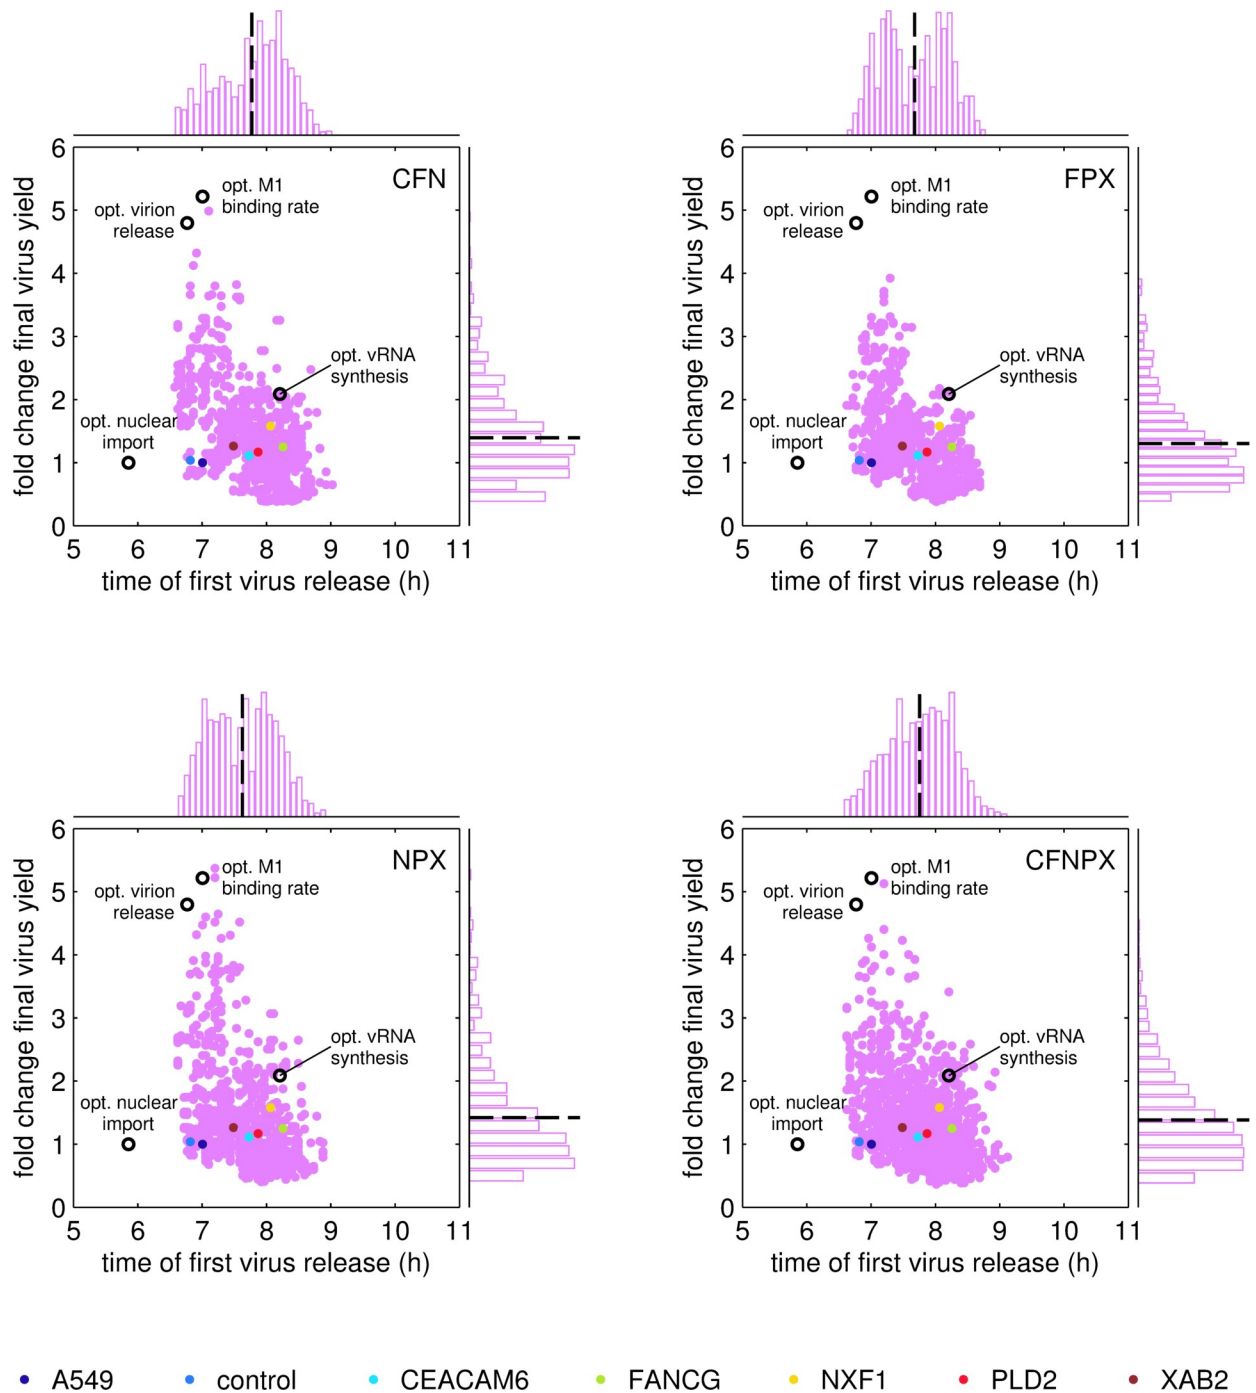 CFN
opt. M1
binding rate
opt. virion
release
opt. vRNA
synthesis
opt. nuclear
import
6
5
4
3
2
1
0
5 6 7 8 9 10 11
fold change final virus yield
time of first virus release (h)
FPX
opt. M1
binding rate
opt. virion
release
opt. vRNA
synthesis
opt. nuclear
import
6
5
4
3
2
1
0
5 6 7 8 9 10 11
fold change final virus yield
time of first virus release (h)
NPX
opt. M1
binding rate
opt. virion
release
opt. vRNA
synthesis
opt. nuclear
import
6
5
4
3
2
1
0
5 6 7 8 9 10 11
fold change final virus yield
time of first virus release (h)
CFNPX
opt. M1
binding rate
opt. virion
release
opt. vRNA
synthesis
opt. nuclear
import
6
5
4
3
2
1
0
5 6 7 8 9 10 11
fold change final virus yield
time of first virus release (h)
A549 control CEACAM6 FANCG NXF1 PLD2 XAB2